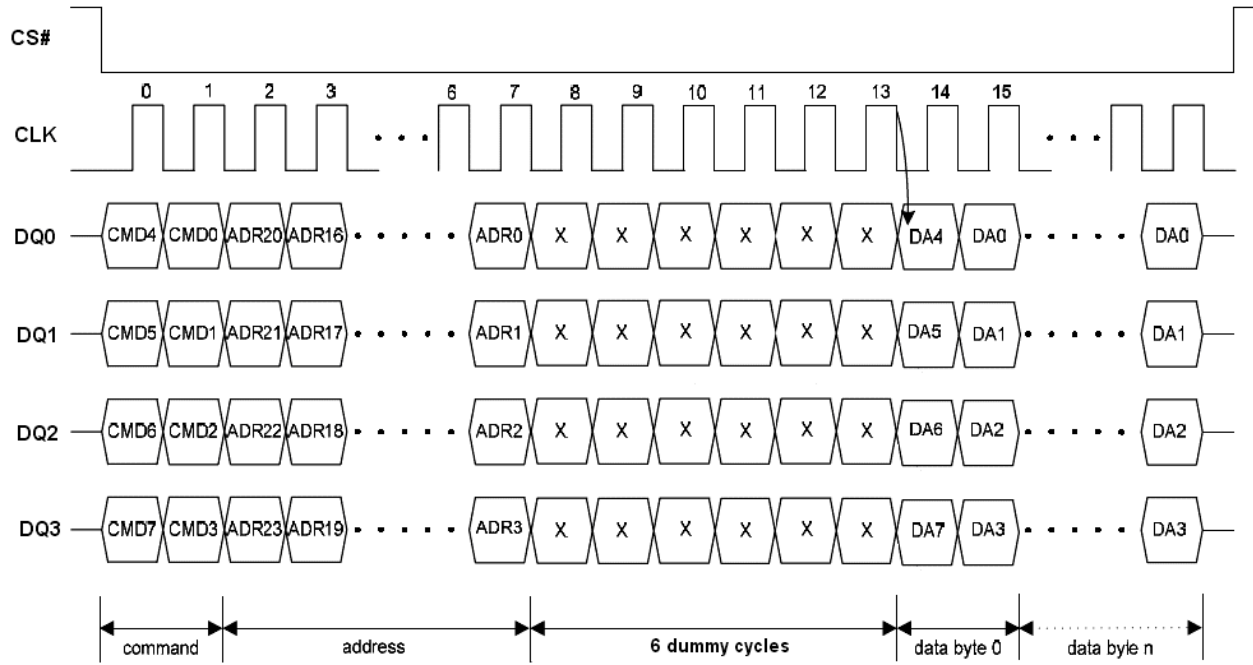 CS#
0 1 2 3 6 7 8 9 10 11 12 13 14 15
CLK
DQ0 CMD4 CMD0 ADR20 ADR16 ADR0 X X X X X X DA4 DA0 DA0
DQ1 CMD5 CMD1 ADR21 ADR17 ADR1 X X X X X X DA5 DA1 DA1
DQ2 CMD6 CMD2 ADR22 ADR18 ADR2 X X X X X X DA6 DA2 DA2
DQ3 CMD7 CMD3 ADR23 ADR19 ADR3 X X X X X X DA7 DA3 DA3
command address 6 dummy cycles data byte 0 data byte n